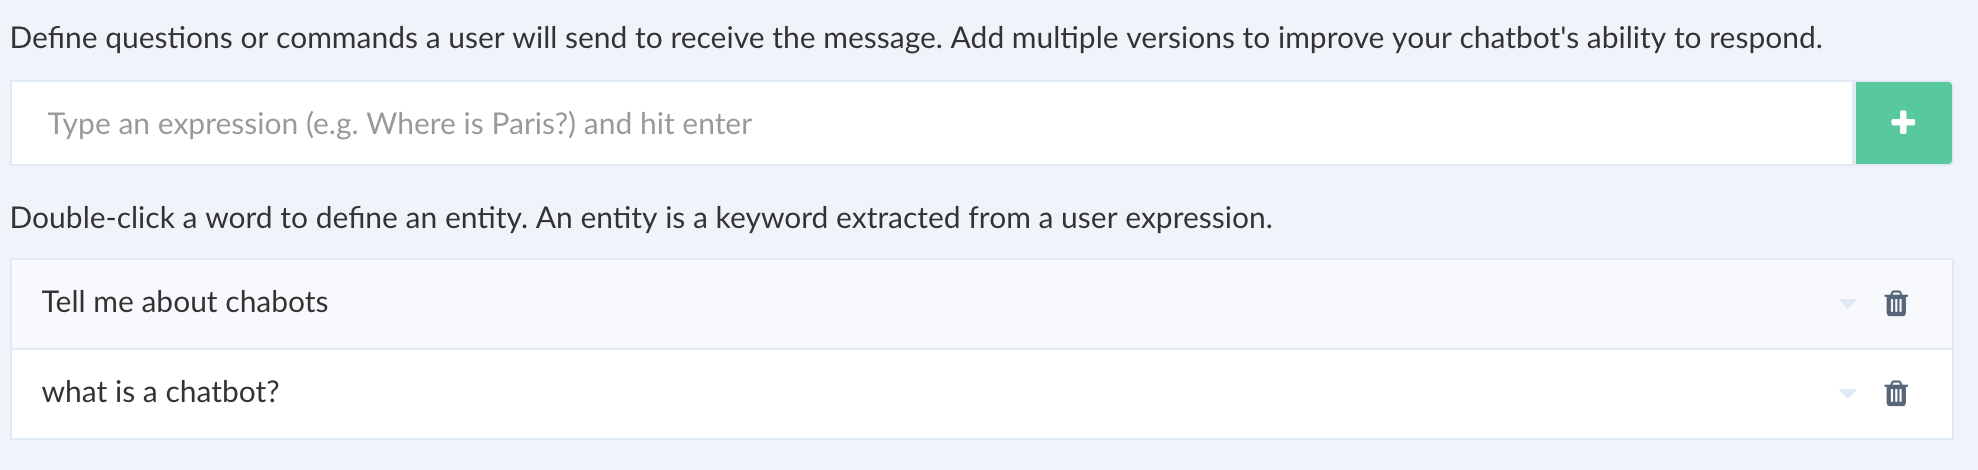 Define questions or commands a user will send to receive the message. Add multiple versions to improve your chatbot's ability to respond.
Type an expression (e.g. Where is Paris?) and hit enter
Double-click a word to define an entity. An entity is a keyword extracted from a user expression.
Tell me about chabots
what is a chatbot?